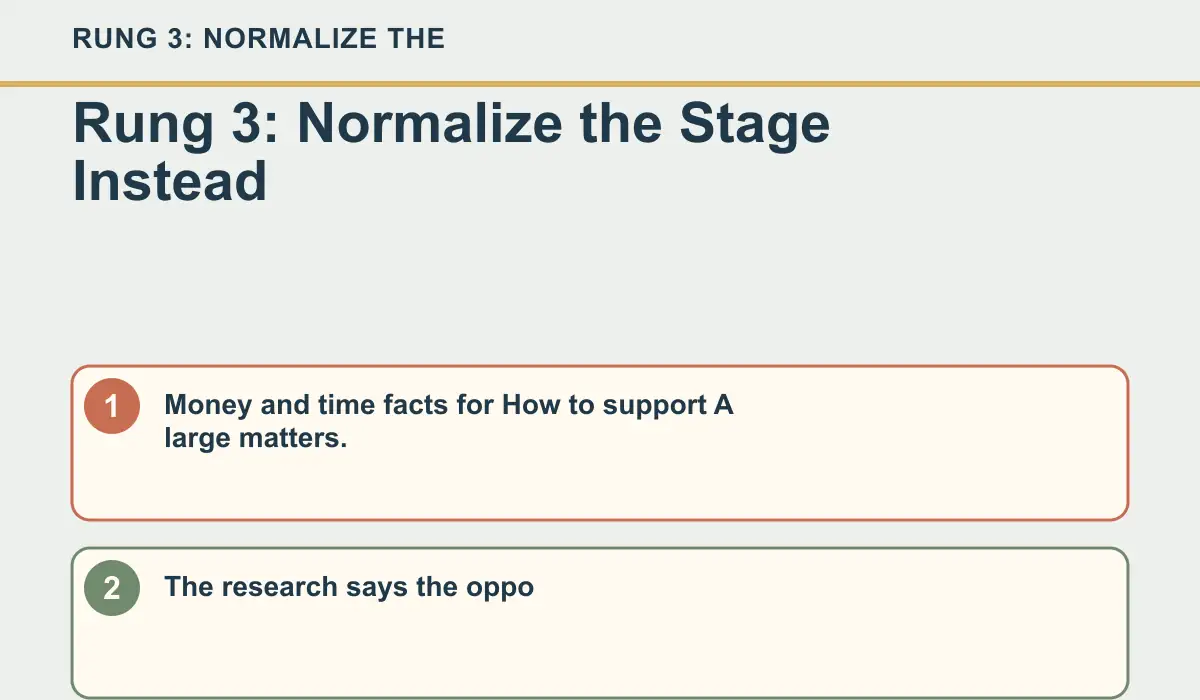 RUNG 3: NORMALIZE THE
Rung 3: Normalize the Stage
Instead
1
Money and time facts for How to support A
large matters.
2
The research says the oppo